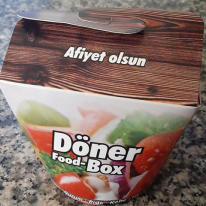 Afiyet olsun
Döner
Food-Box